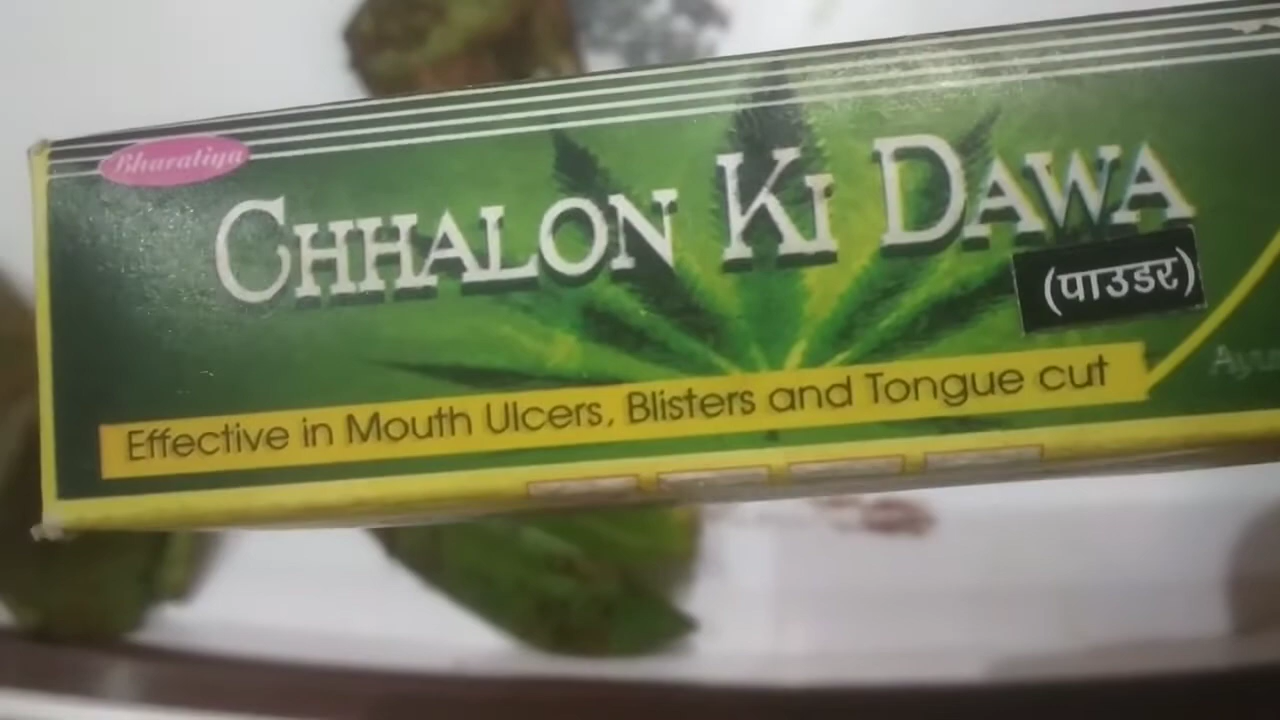 Bharatiya
CHHALON KI DAWA
(पाउडर)
Effective in Mouth Ulcers, Blisters and Tongue cut